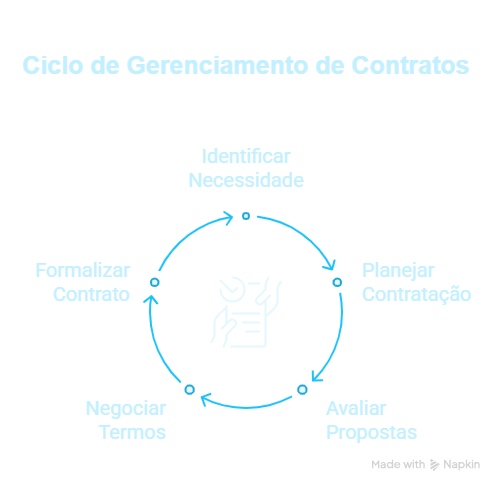 Ciclo de Gerenciamento de Contratos
Identificar
Necessidade
Planejar
Contratação
Avaliar
Propostas
Negociar
Termos
Formalizar
Contrato
Made with Napkin